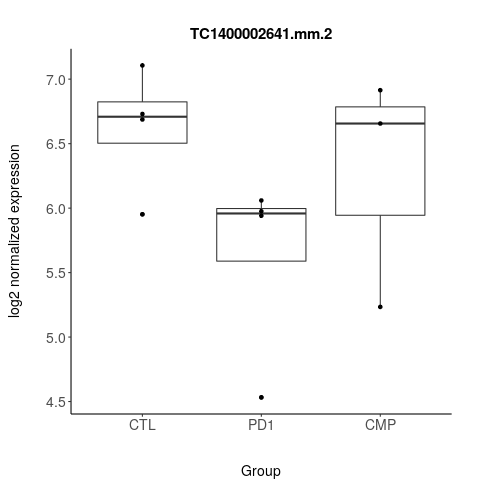 TC1400002641.mm.2
log2 normalized expression
7.0
6.5
6.0
5.5
5.0
4.5
CTL PD1 CMP
Group